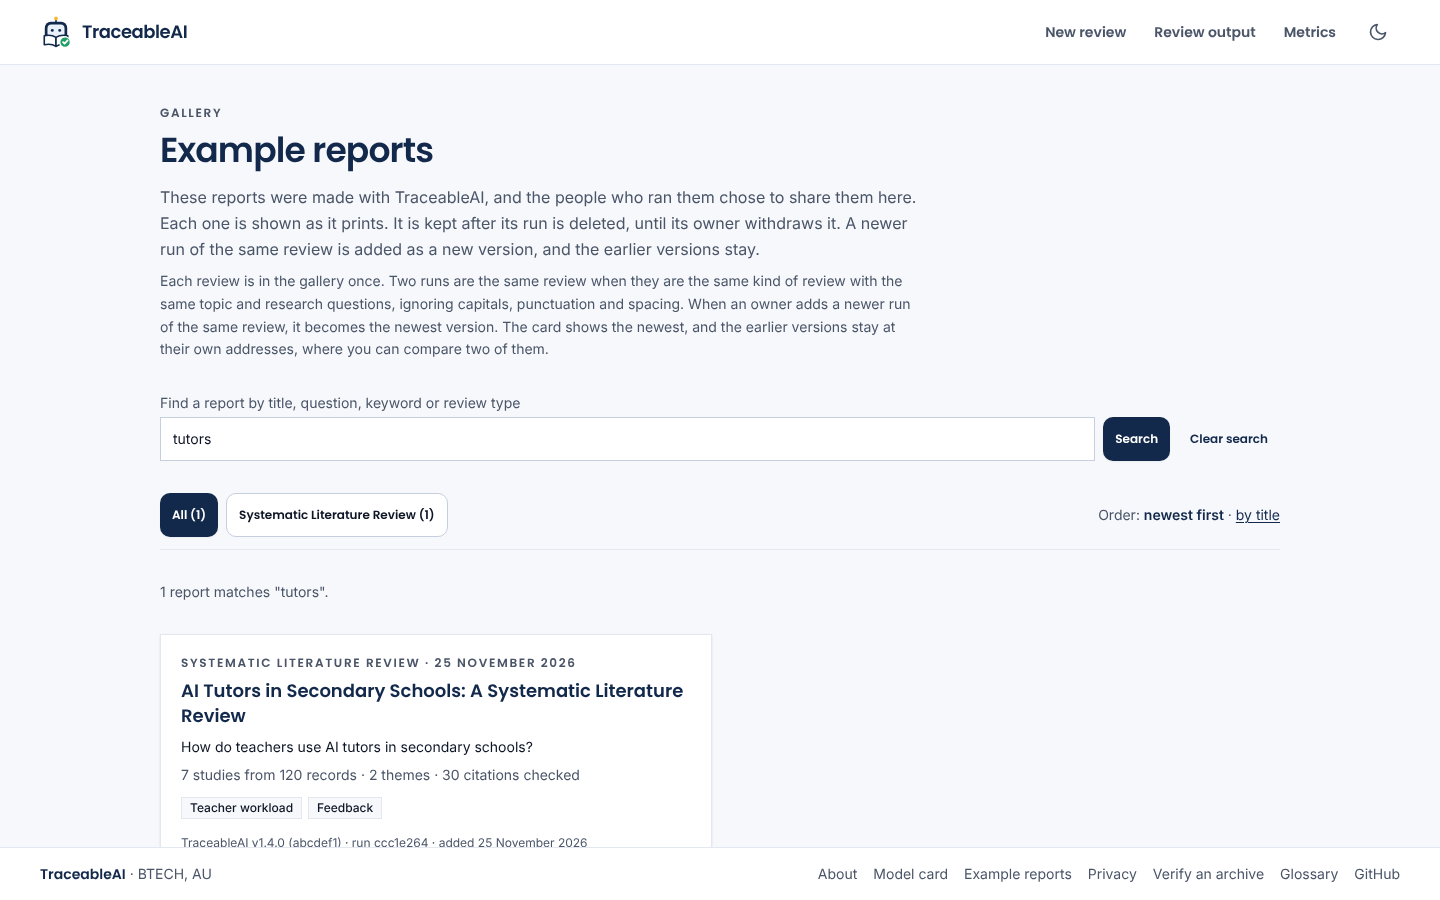 TraceableAI
New review
Review output
Metrics
GALLERY
Example reports
These reports were made with TraceableAI, and the people who ran them chose to share them here.
Each one is shown as it prints. It is kept after its run is deleted, until its owner withdraws it. A newer
run of the same review is added as a new version, and the earlier versions stay.
Each review is in the gallery once. Two runs are the same review when they are the same kind of review with the
same topic and research questions, ignoring capitals, punctuation and spacing. When an owner adds a newer run
of the same review, it becomes the newest version. The card shows the newest, and the earlier versions stay at
their own addresses, where you can compare two of them.
Find a report by title, question, keyword or review type
tutors
Search
Clear search
All (1)
Systematic Literature Review (1)
Order: newest first · by title
1 report matches "tutors".
SYSTEMATIC LITERATURE REVIEW · 25 NOVEMBER 2026
AI Tutors in Secondary Schools: A Systematic Literature
Review
How do teachers use AI tutors in secondary schools?
7 studies from 120 records · 2 themes · 30 citations checked
Teacher workload
Feedback
TraceableAI v1.4.0 (abcdef1) · run ccc1e264 · added 25 November 2026
TraceableAI · BTECH, AU
About
Model card
Example reports
Privacy
Verify an archive
Glossary
GitHub